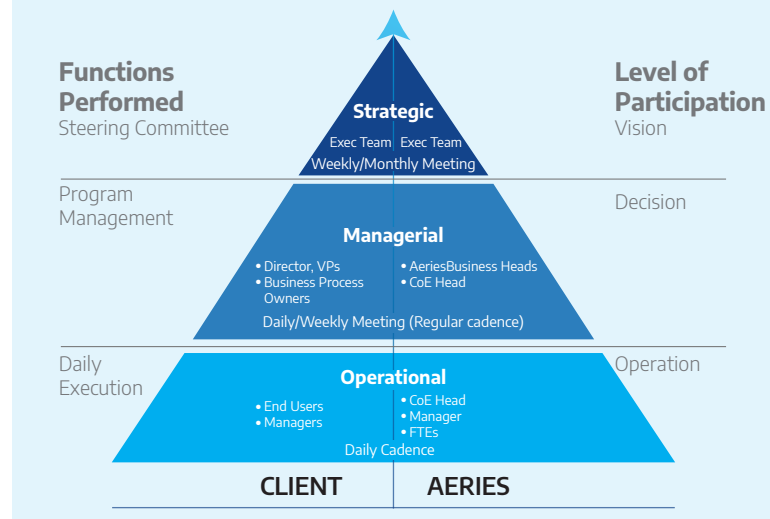 Functions
Performed
Steering Committee
Level of
Participation
Vision
Strategic
Exec Team Exec Team
Weekly/Monthly Meeting
Program
Management
Decision
Managerial
• Director, VPs
• Business Process
Owners
• AeriesBusiness Heads
• CoE Head
Daily/Weekly Meeting (Regular cadence)
Daily
Execution
Operation
Operational
• End Users
• Managers
• CoE Head
• Manager
• FTEs
Daily Cadence
CLIENT
AERIES